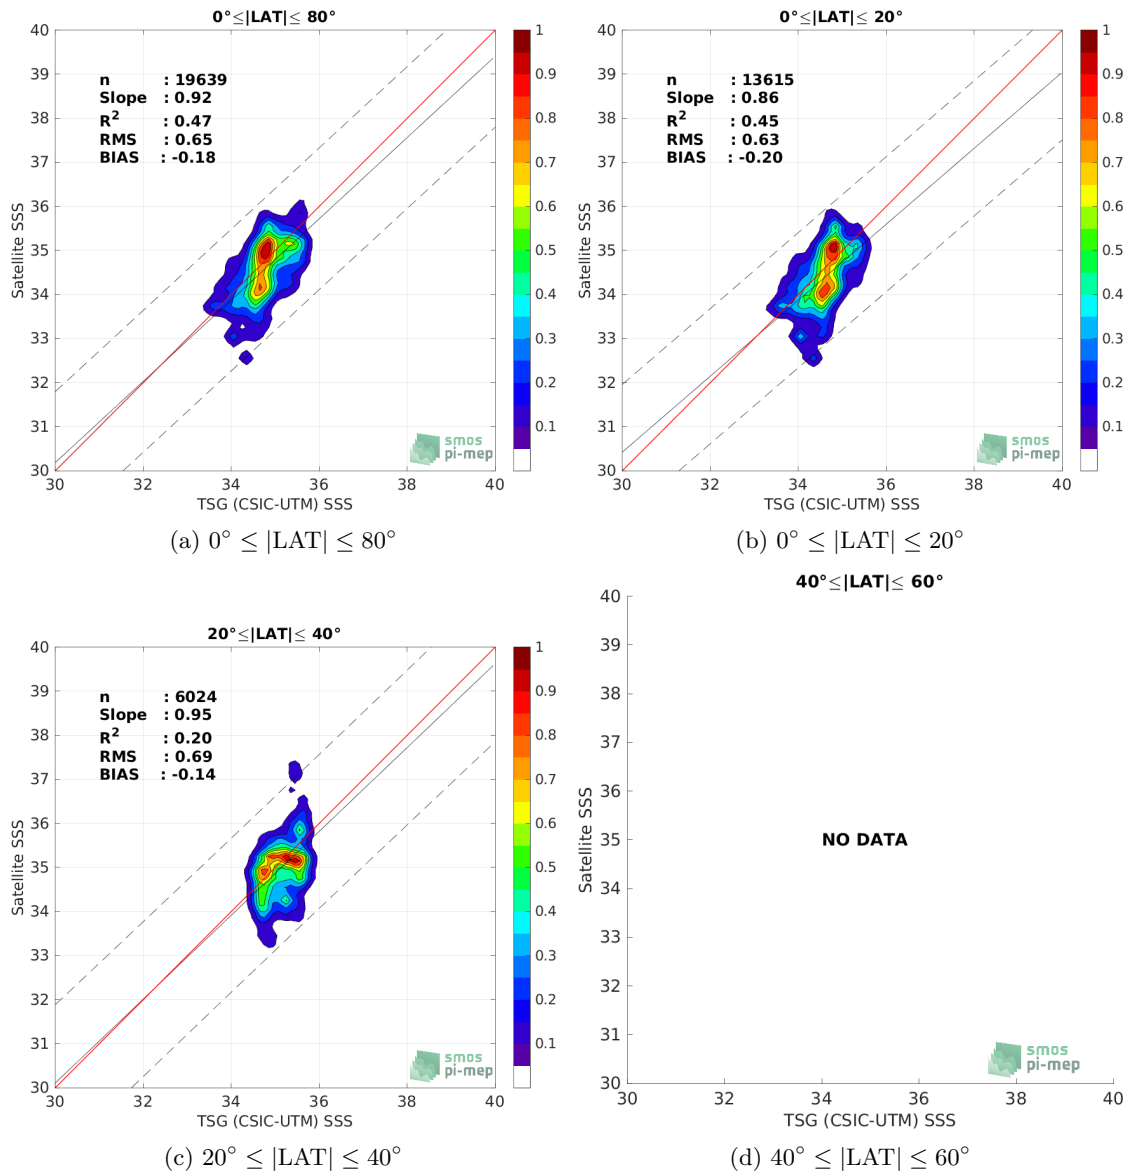 0°≤|LAT|≤ 80°
n : 19639
Slope : 0.92
R² : 0.47
RMS : 0.65
BIAS : -0.18
40
39
38
37
36
35
34
33
32
31
30
Satellite SSS
30 32 34 36 38 40
TSG (CSIC-UTM) SSS
1
0.9
0.8
0.7
0.6
0.5
0.4
0.3
0.2
0.1
smos
pi-mep
(a) 0° ≤ |LAT| ≤ 80°
0°≤|LAT|≤ 20°
n : 13615
Slope : 0.86
R² : 0.45
RMS : 0.63
BIAS : -0.20
40
39
38
37
36
35
34
33
32
31
30
Satellite SSS
30 32 34 36 38 40
TSG (CSIC-UTM) SSS
1
0.9
0.8
0.7
0.6
0.5
0.4
0.3
0.2
0.1
smos
pi-mep
(b) 0° ≤ |LAT| ≤ 20°
20°≤|LAT|≤ 40°
n : 6024
Slope : 0.95
R² : 0.20
RMS : 0.69
BIAS : -0.14
40
39
38
37
36
35
34
33
32
31
30
Satellite SSS
30 32 34 36 38 40
TSG (CSIC-UTM) SSS
1
0.9
0.8
0.7
0.6
0.5
0.4
0.3
0.2
0.1
smos
pi-mep
(c) 20° ≤ |LAT| ≤ 40°
40°≤|LAT|≤ 60°
40
39
38
37
36
35
34
33
32
31
30
Satellite SSS
NO DATA
30 32 34 36 38 40
TSG (CSIC-UTM) SSS
smos
pi-mep
(d) 40° ≤ |LAT| ≤ 60°